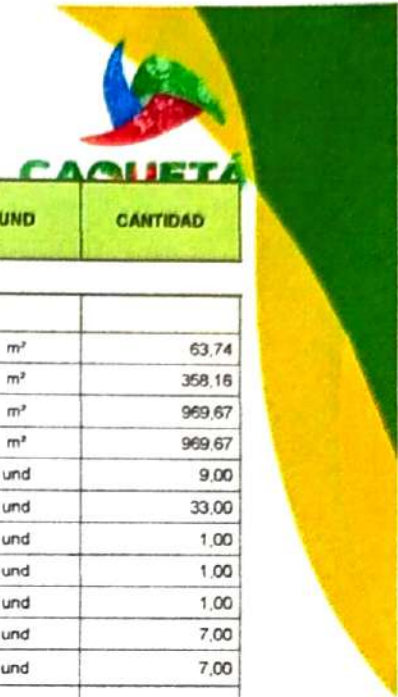 CAQUETÁ
UND CANTIDAD
m² 63,74
m² 358,16
m² 969,67
m² 969,67
und 9,00
und 33,00
und 1,00
und 1,00
und 1,00
und 7,00
und 7,00